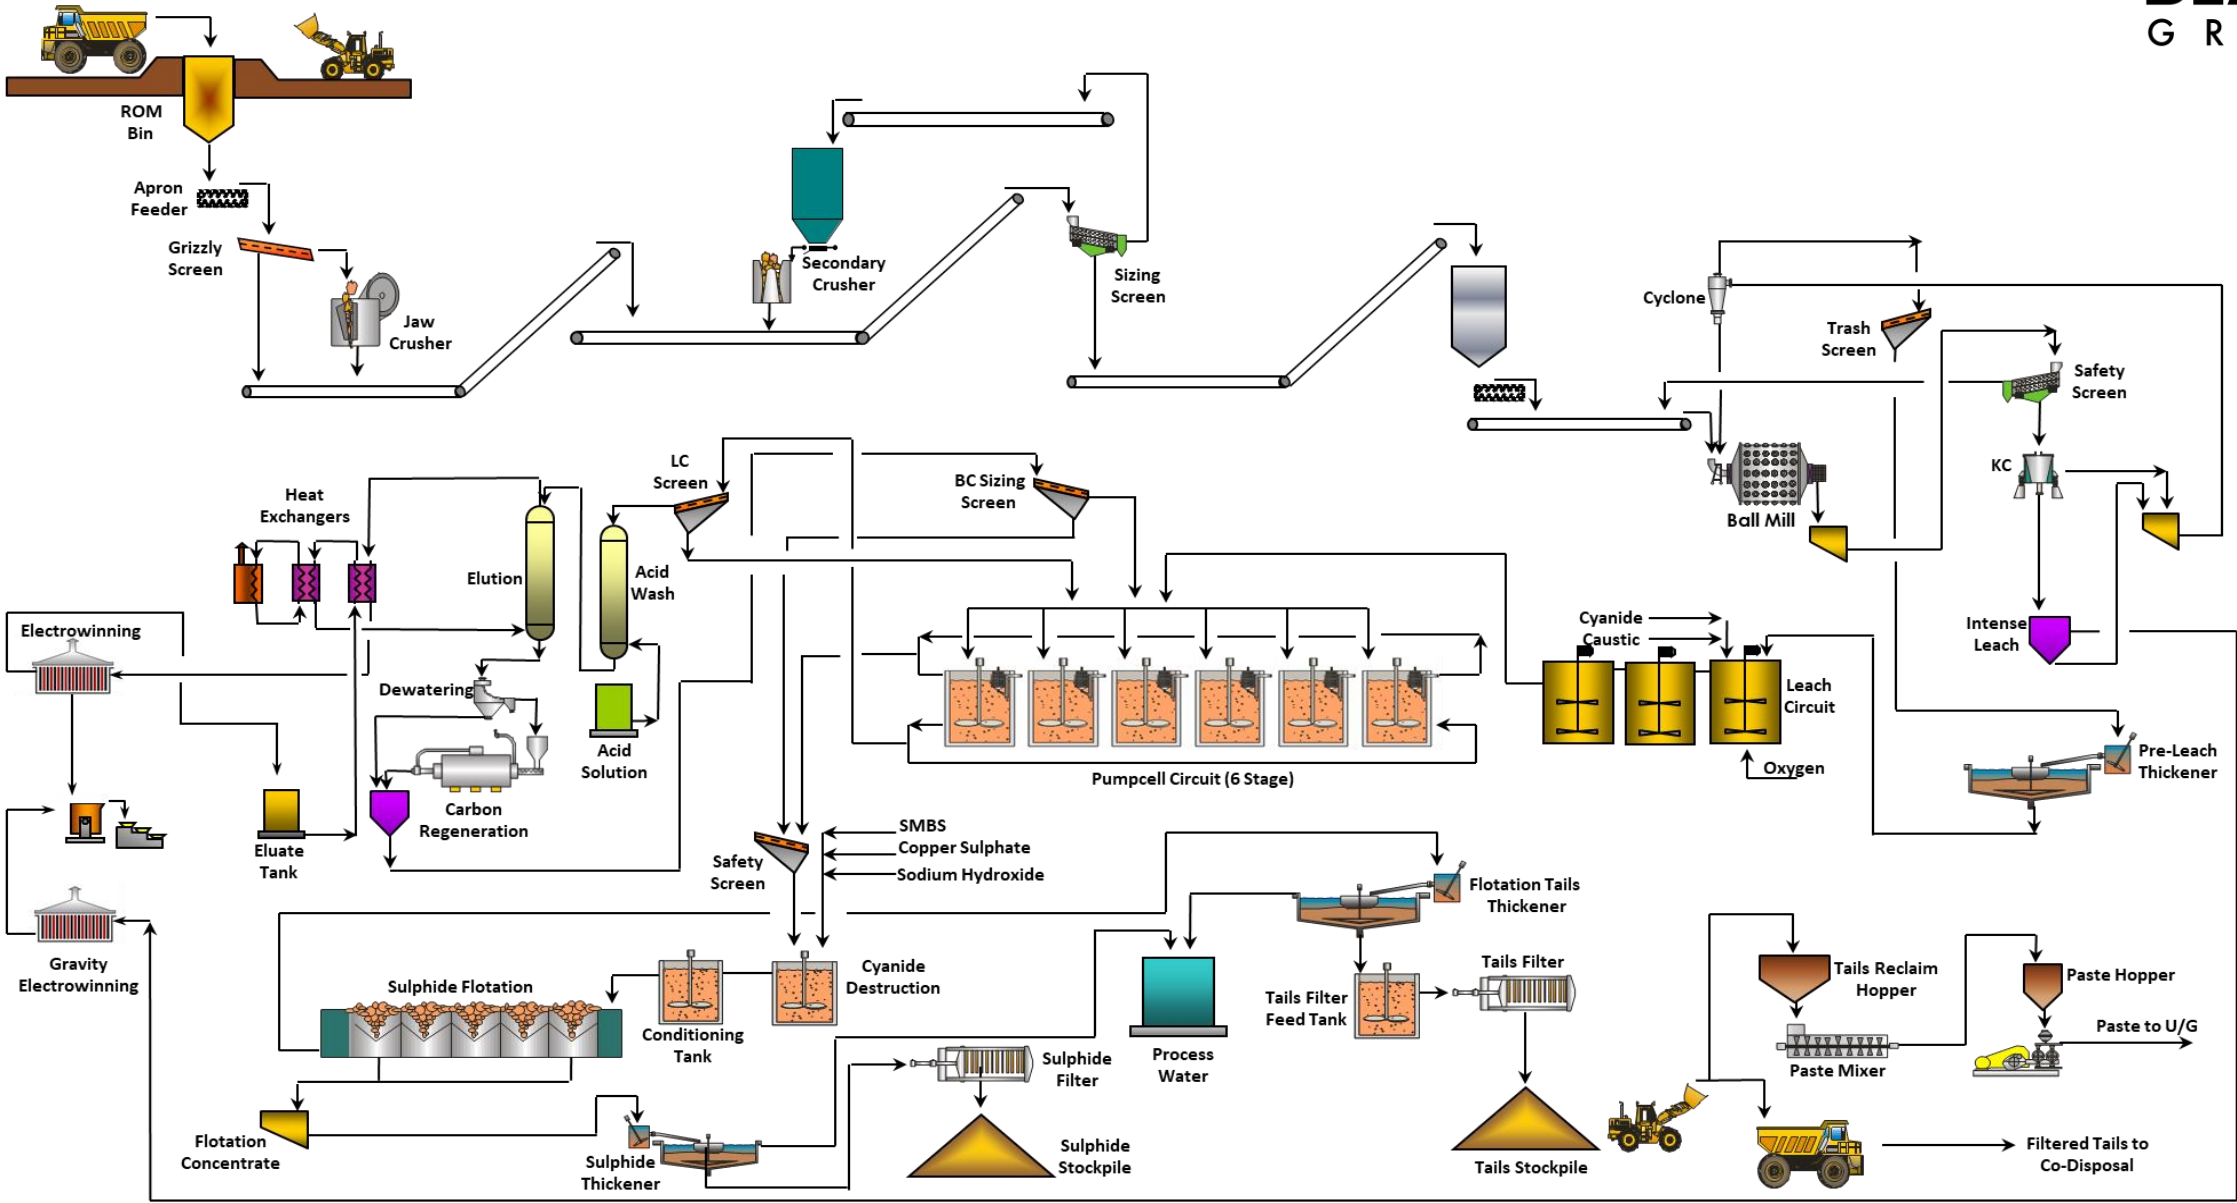 G R
ROM
Bin
Apron
Feeder
Grizzly
Screen
Jaw
Crusher
Secondary
Crusher
Sizing
Screen
Cyclone
Trash
Screen
Safety
Screen
KC
Ball Mill
Intense
Leach
LC
Screen
BC Sizing
Screen
Heat
Exchangers
Elution
Acid
Wash
Electrowinning
Dewatering
Acid
Solution
Carbon
Regeneration
Eluate
Tank
Pumpcell Circuit (6 Stage)
Cyanide
Caustic
Leach
Circuit
Oxygen
Pre-Leach
Thickener
SMBS
Copper Sulphate
Sodium Hydroxide
Safety
Screen
Flotation Tails
Thickener
Gravity
Electrowinning
Sulphide Flotation
Conditioning
Tank
Cyanide
Destruction
Process
Water
Tails Filter
Feed Tank
Tails Filter
Tails Reclaim
Hopper
Paste Hopper
Paste Mixer
Paste to U/G
Sulphide
Filter
Flotation
Concentrate
Sulphide
Thickener
Sulphide
Stockpile
Tails Stockpile
Filtered Tails to
Co-Disposal